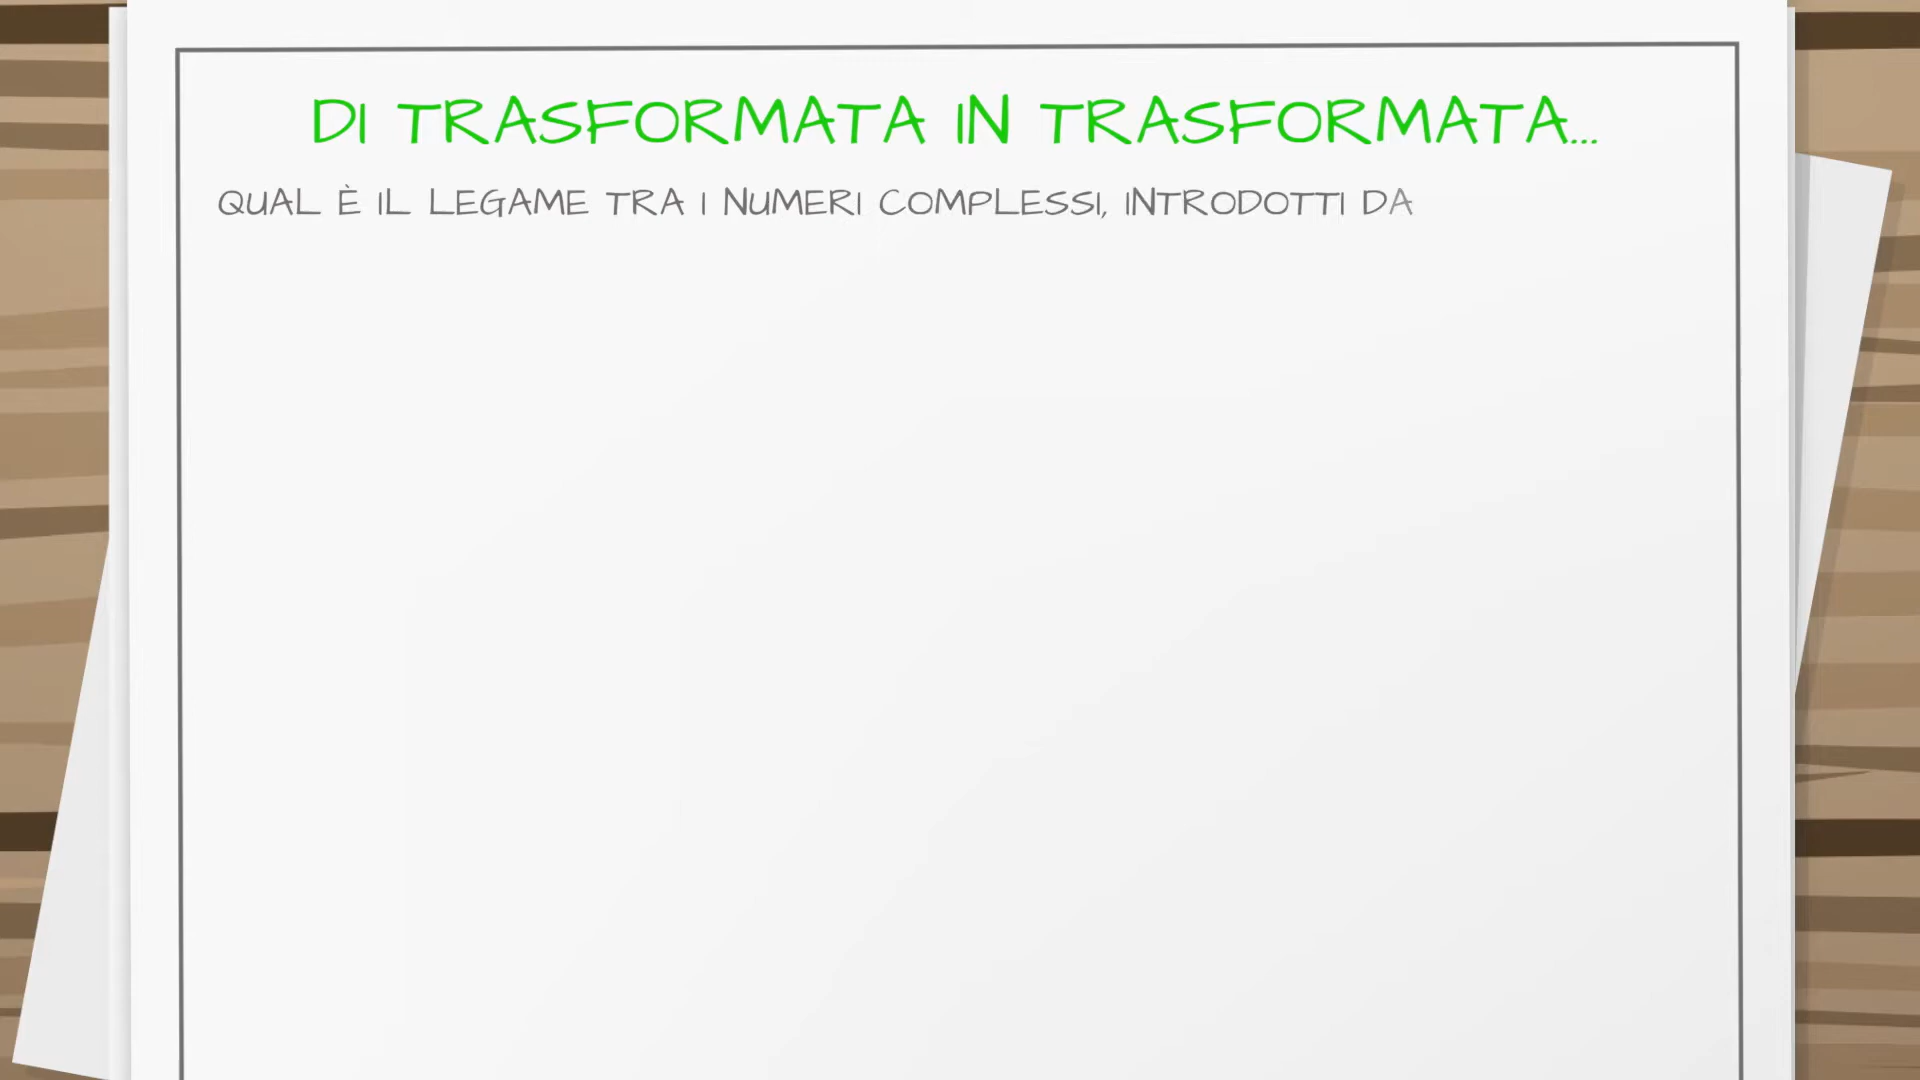 DI TRASFORMATA IN TRASFORMATA...
QUAL È IL LEGAME TRA I NUMERI COMPLESSI, INTRODOTTI DA